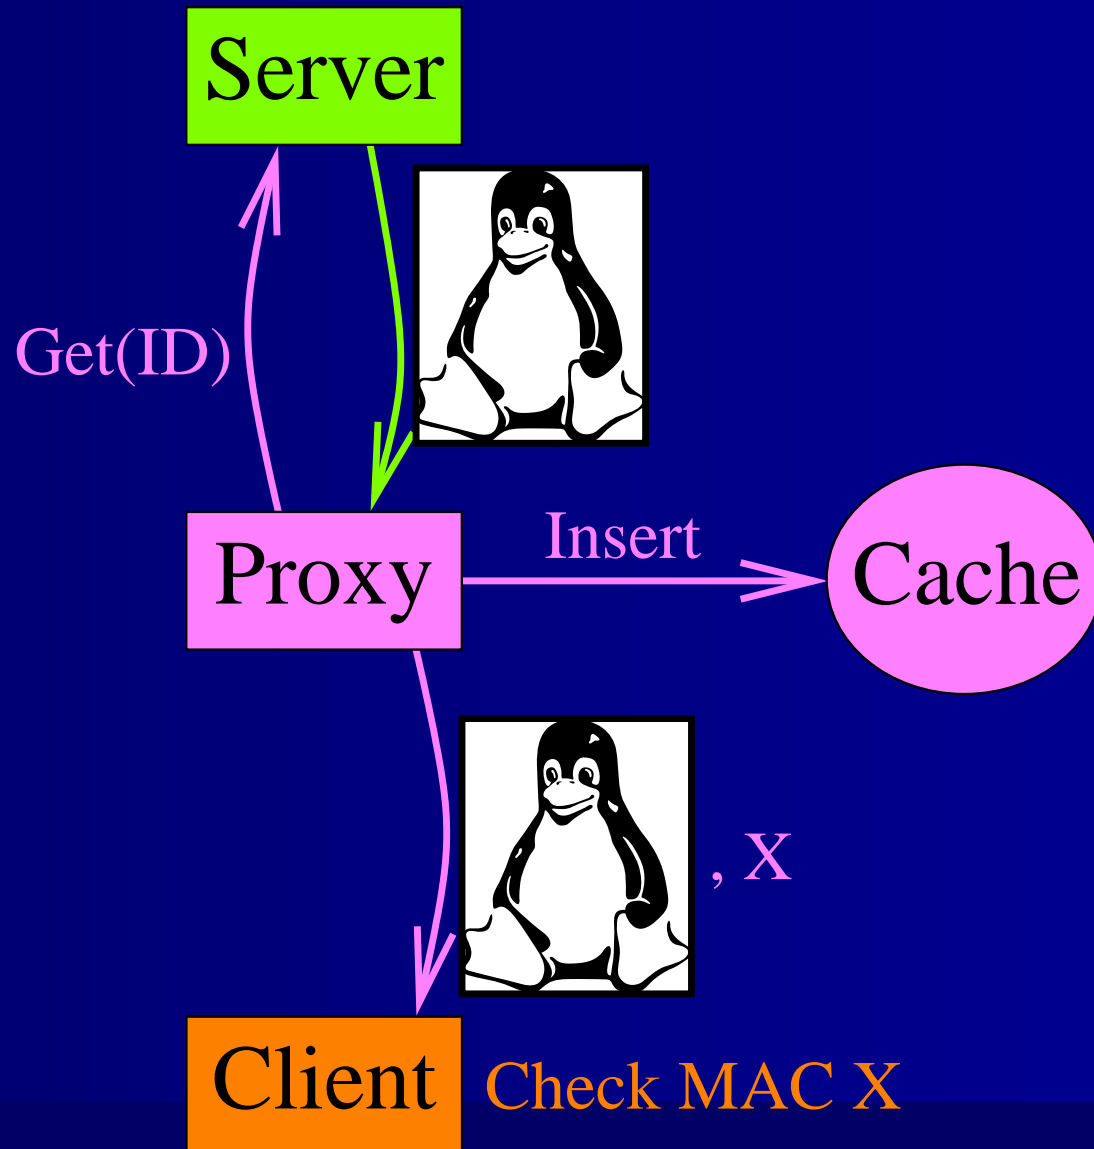 Server
Get(ID)
Insert
Proxy
Cache
, X
Client
Check MAC X